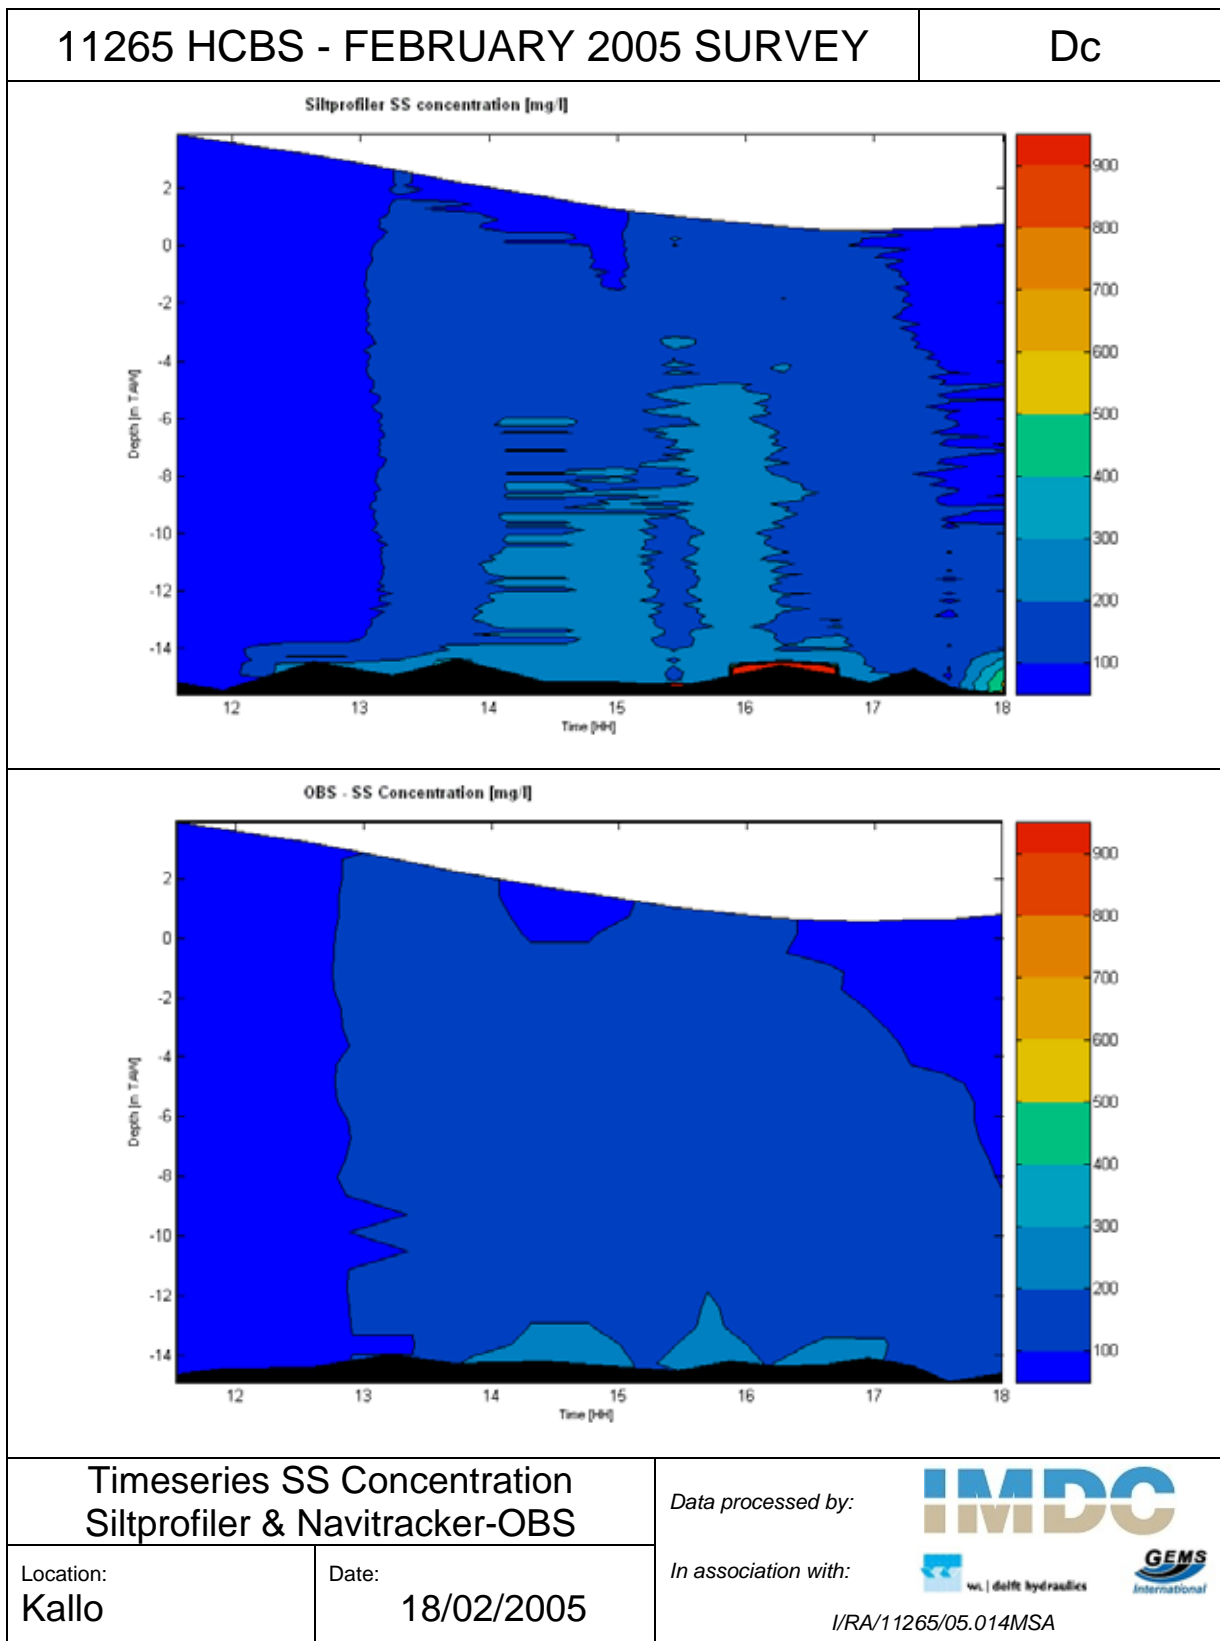 11265 HCBS - FEBRUARY 2005 SURVEY
Dc
Siltprofiler SS concentration [mg/l]
Depth [m TAW]
2
0
-2
-4
-6
-8
-10
-12
-14
12 13 14 15 16 17 18
Time [HH]
900
800
700
600
500
400
300
200
100
OBS - SS Concentration [mg/l]
Depth [m TAW]
2
0
-2
-4
-6
-8
-10
-12
-14
12 13 14 15 16 17 18
Time [HH]
900
800
700
600
500
400
300
200
100
Timeseries SS Concentration
Siltprofiler & Navitracker-OBS
Location:
Kallo
Date:
18/02/2005
Data processed by:
IMDC
In association with:
WL | delft hydraulics
GEMS
International
I/RA/11265/05.014MSA